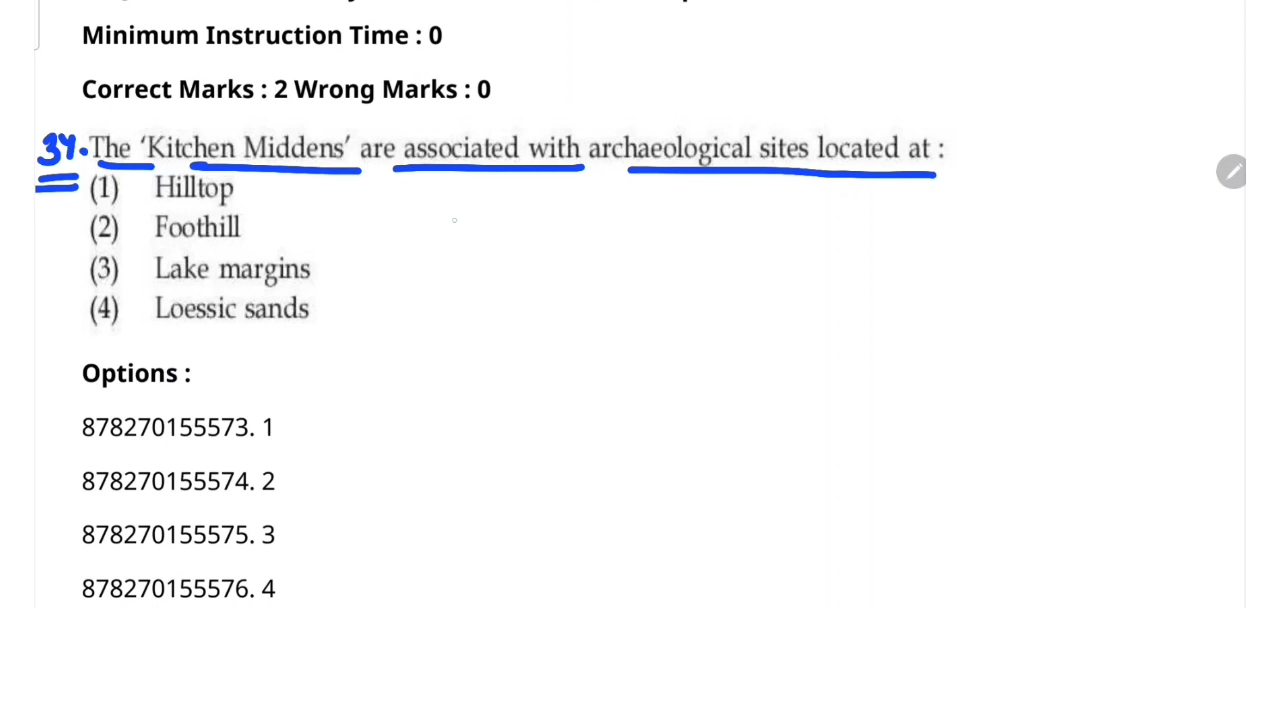 Minimum Instruction Time : 0
Correct Marks : 2 Wrong Marks : 0
34. The ‘Kitchen Middens’ are associated with archaeological sites located at :
(1) Hilltop
(2) Foothill
(3) Lake margins
(4) Loessic sands
Options :
878270155573. 1
878270155574. 2
878270155575. 3
878270155576. 4